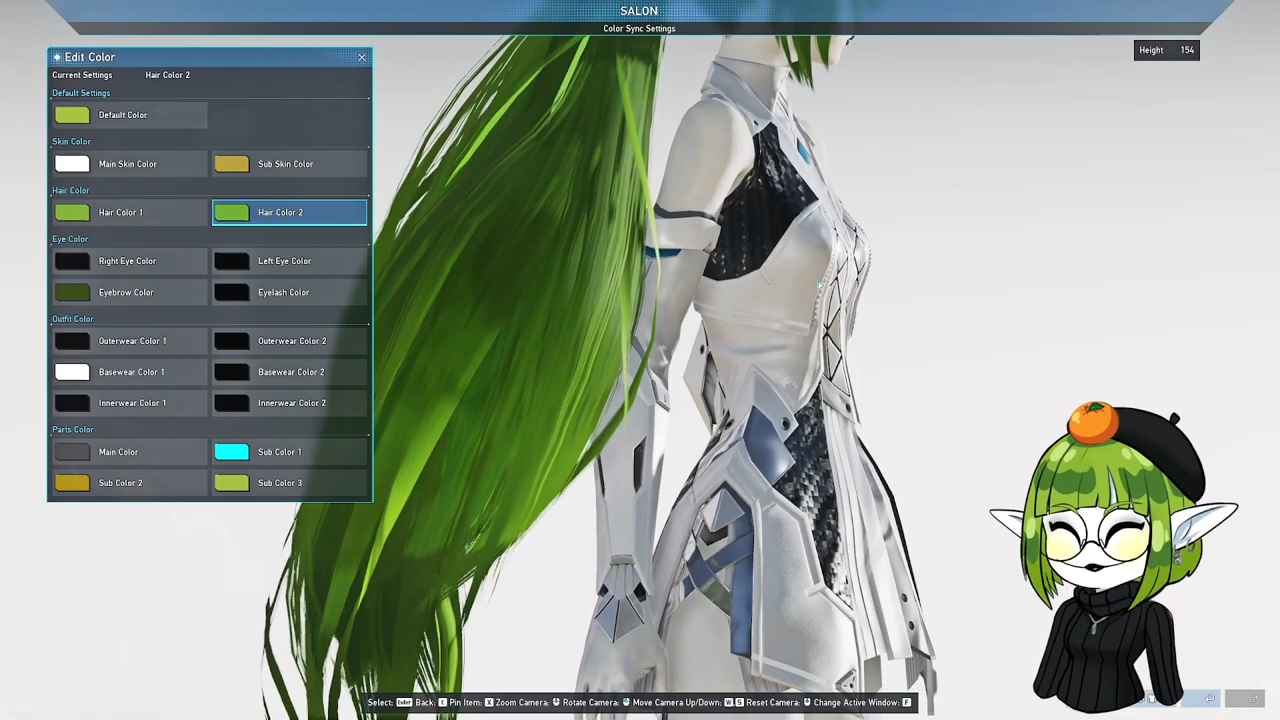 SALON
Color Sync Settings
Height 154
Edit Color
Current Settings Hair Color 2
Default Settings
Default Color
Skin Color
Main Skin Color Sub Skin Color
Hair Color
Hair Color 1 Hair Color 2
Eye Color
Right Eye Color Left Eye Color
Eyebrow Color Eyelash Color
Outfit Color
Outerwear Color 1 Outerwear Color 2
Basewear Color 1 Basewear Color 2
Innerwear Color 1 Innerwear Color 2
Parts Color
Main Color Sub Color 1
Sub Color 2 Sub Color 3
Select: Enter Back: C Pin Item: X Zoom Camera: Rotate Camera: Move Camera Up/Down: W S Reset Camera: Change Active Window: F